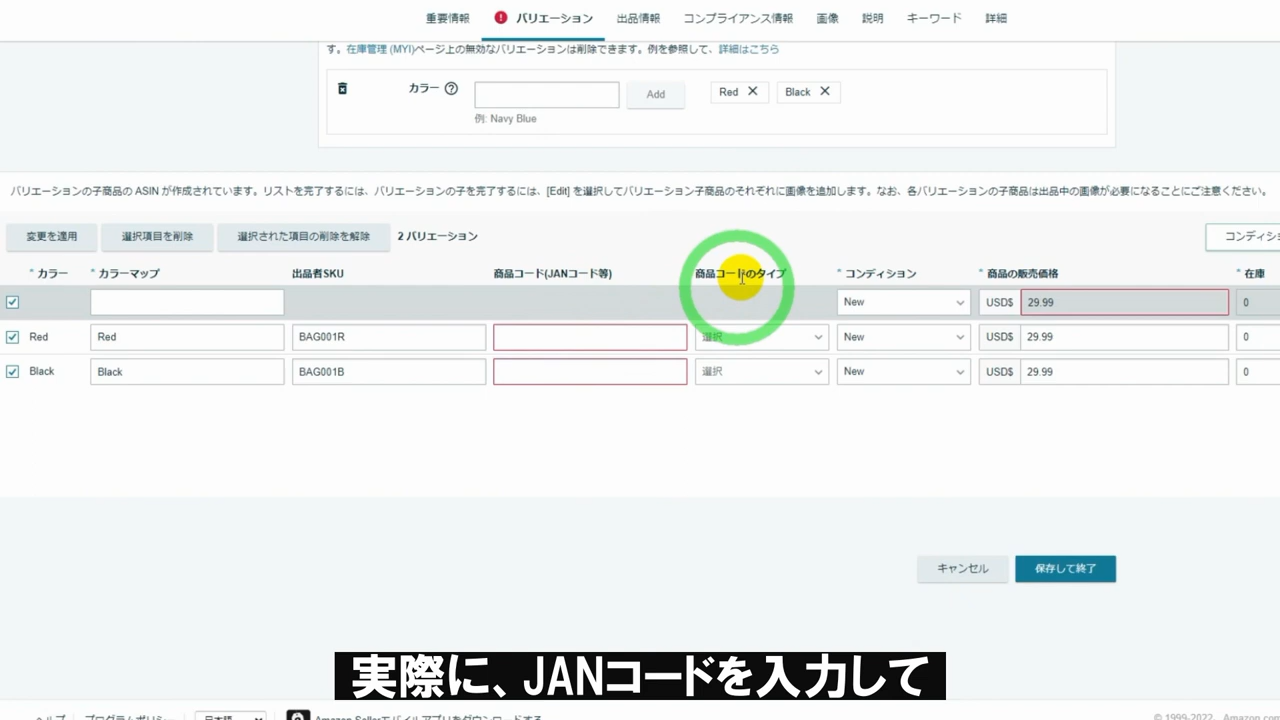 重要情報 バリエーション 出品情報 コンプライアンス情報 画像 説明 キーワード 詳細
す。在庫管理 (MYI)ページ上の無効なバリエーションは削除できます。例を参照して、詳細はこちら
カラー ? Add Red × Black ×
例: Navy Blue
バリエーションの子商品の ASIN が作成されています。リストを完了するには、バリエーションの子を完了するには、[Edit] を選択してバリエーション子商品のそれぞれに画像を追加します。なお、各バリエーションの子商品は出品中の画像が必要になることにご注意ください。
変更を適用 選択項目を削除 選択された項目の削除を解除 2 バリエーション コンディショ
* カラー * カラーマップ 出品者SKU 商品コード(JANコード等) 商品コードのタイプ * コンディション * 商品の販売価格 * 在庫
New USD$ 29.99 0
Red Red BAG001R 選択 New USD$ 29.99 0
Black Black BAG001B 選択 New USD$ 29.99 0
キャンセル 保存して終了
実際に、JANコードを入力して
ヘルプ プログラムポリシー 日本語 Amazon Sellerモバイルアプリをダウンロードする © 1999-2022, Amazon.com